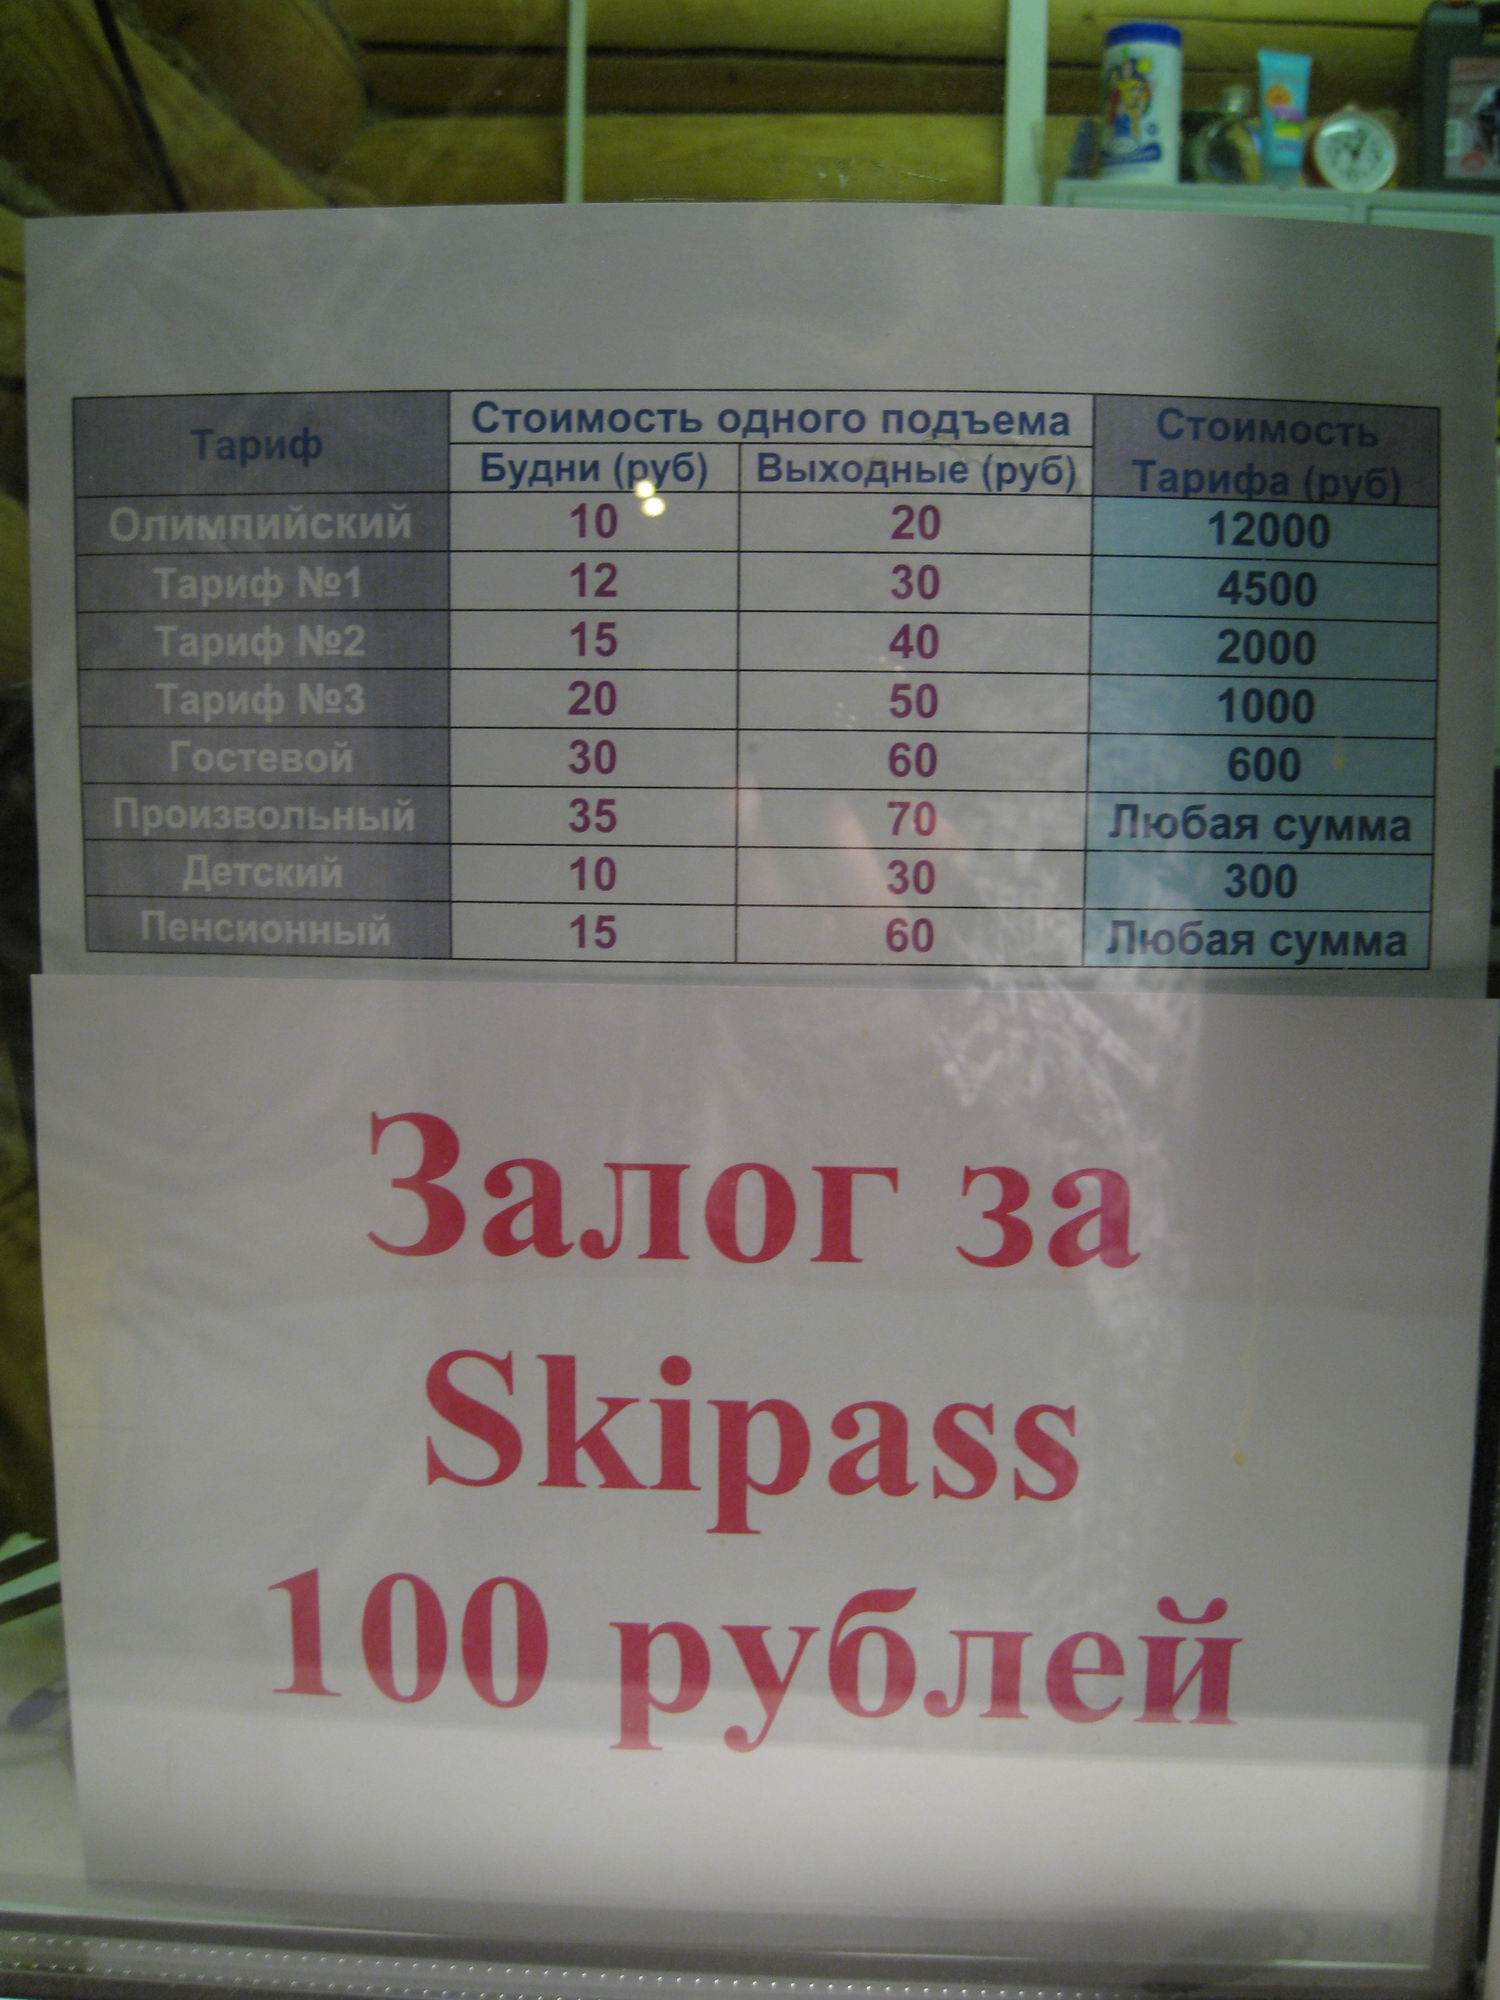 Тариф Стоимость одного подъема Стоимость Тарифа (руб)
Будни (руб) Выходные (руб)
Олимпийский 10 20 12000
Тариф №1 12 30 4500
Тариф №2 15 40 2000
Тариф №3 20 50 1000
Гостевой 30 60 600
Произвольный 35 70 Любая сумма
Детский 10 30 300
Пенсионный 15 60 Любая сумма
Залог за
Skipass
100 рублей